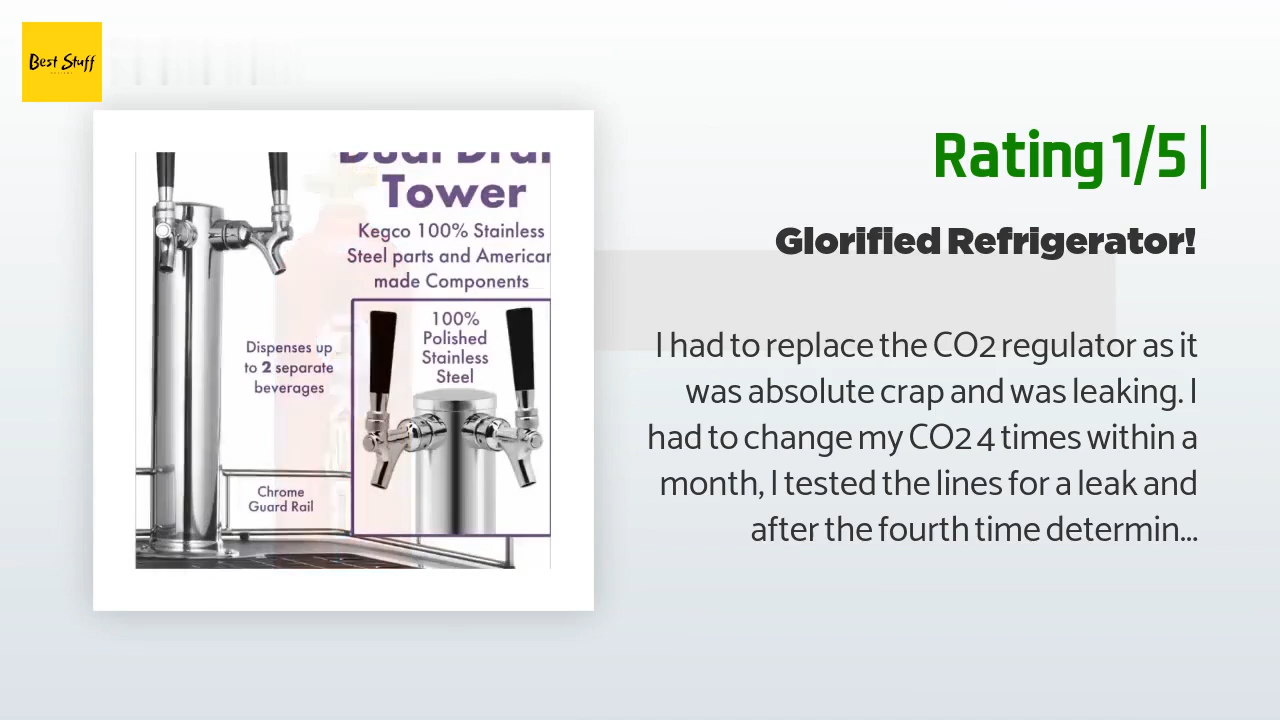 Best Stuff
Tower
Kegco 100% Stainless
Steel parts and American
made Components
100%
Polished
Stainless
Steel
Dispenses up
to 2 separate
beverages
Chrome
Guard Rail
Rating 1/5 |
Glorified Refrigerator!
I had to replace the CO2 regulator as it
was absolute crap and was leaking. I
had to change my CO2 4 times within a
month, I tested the lines for a leak and
after the fourth time determin...